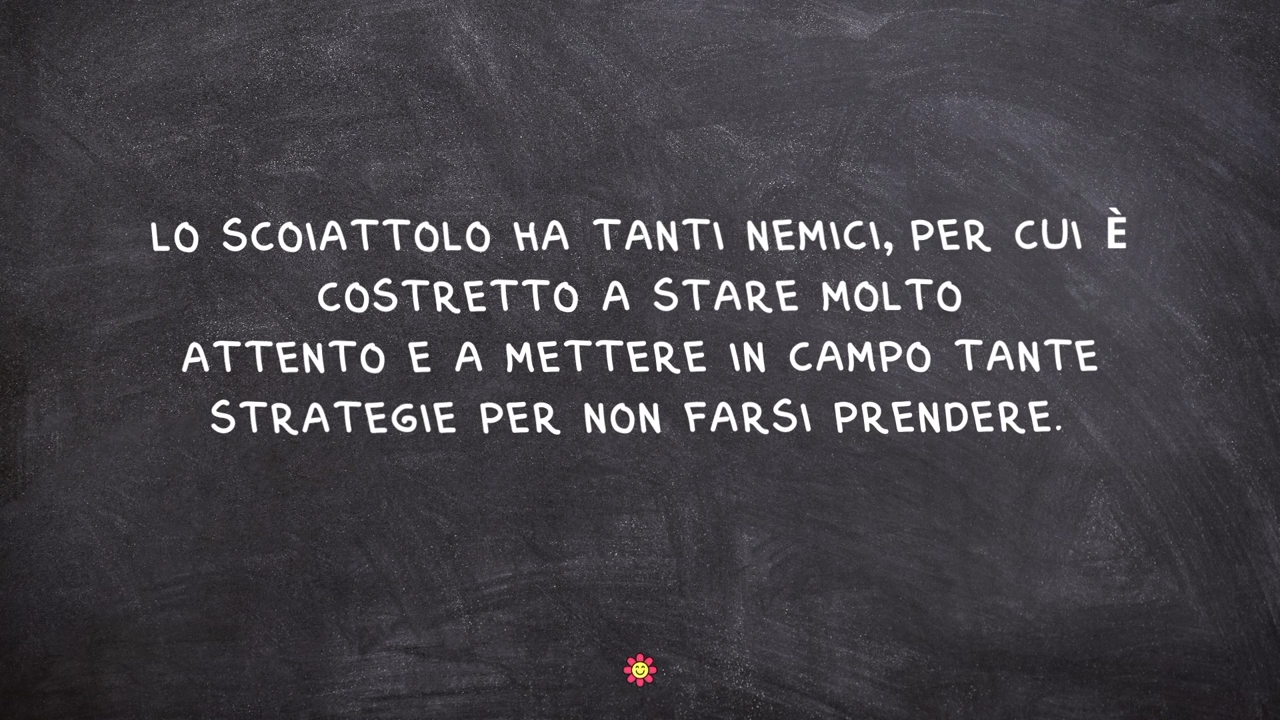 LO SCOIATTOLO HA TANTI NEMICI, PER CUI È
COSTRETTO A STARE MOLTO
ATTENTO E A METTERE IN CAMPO TANTE
STRATEGIE PER NON FARSI PRENDERE.